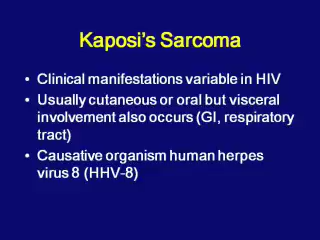 Kaposi's Sarcoma
• Clinical manifestations variable in HIV
• Usually cutaneous or oral but visceral
involvement also occurs (GI, respiratory
tract)
• Causative organism human herpes
virus 8 (HHV-8)